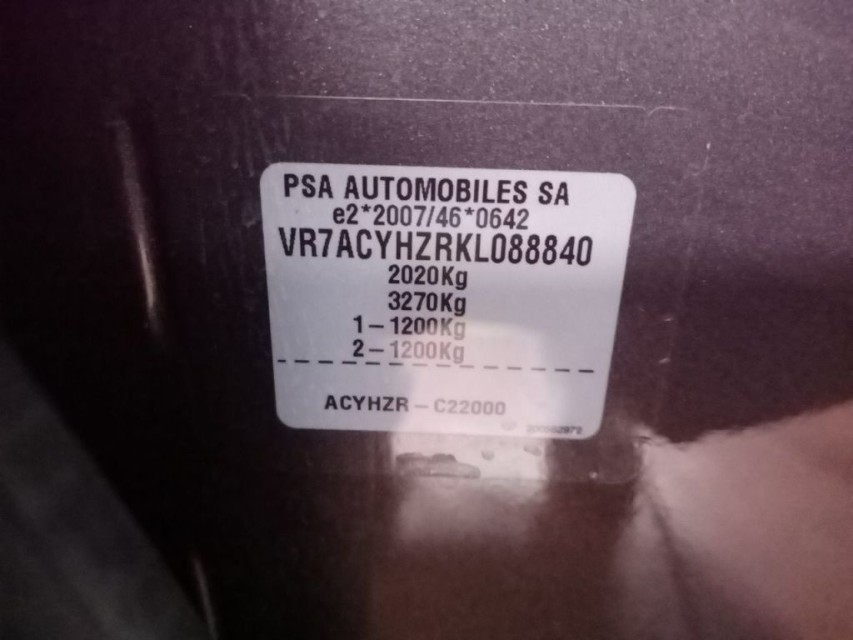 PSA AUTOMOBILES SA
e2*2007/46*0642
VR7ACYHZRKL088840
2020Kg
3270Kg
1-1200Kg
2-1200Kg
ACYHZR-C22000